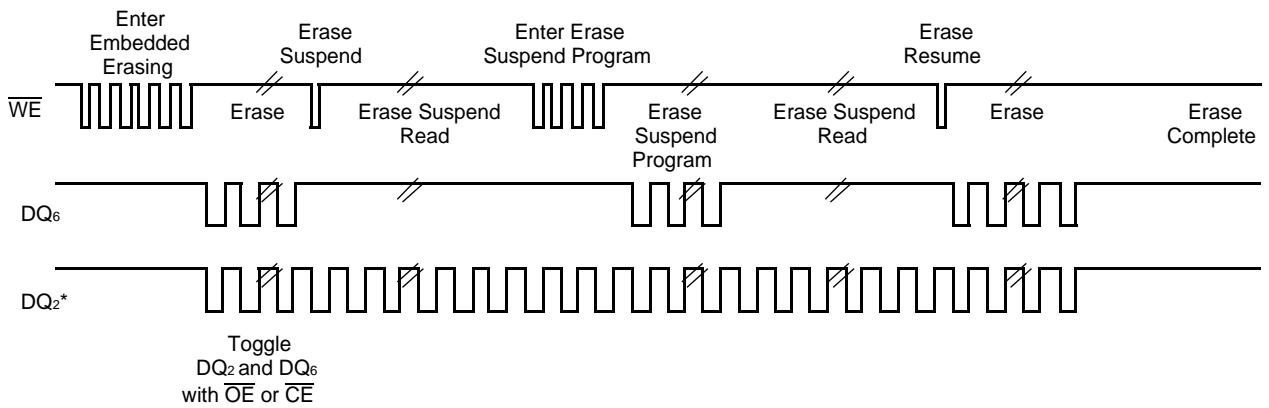 Enter
Embedded
Erasing
Erase
Suspend
Enter Erase
Suspend Program
Erase
Resume
WE
Erase
Erase Suspend
Read
Erase
Suspend
Program
Erase Suspend
Read
Erase
Erase
Complete
DQ6
DQ2*
Toggle
DQ2 and DQ6
with OE or CE